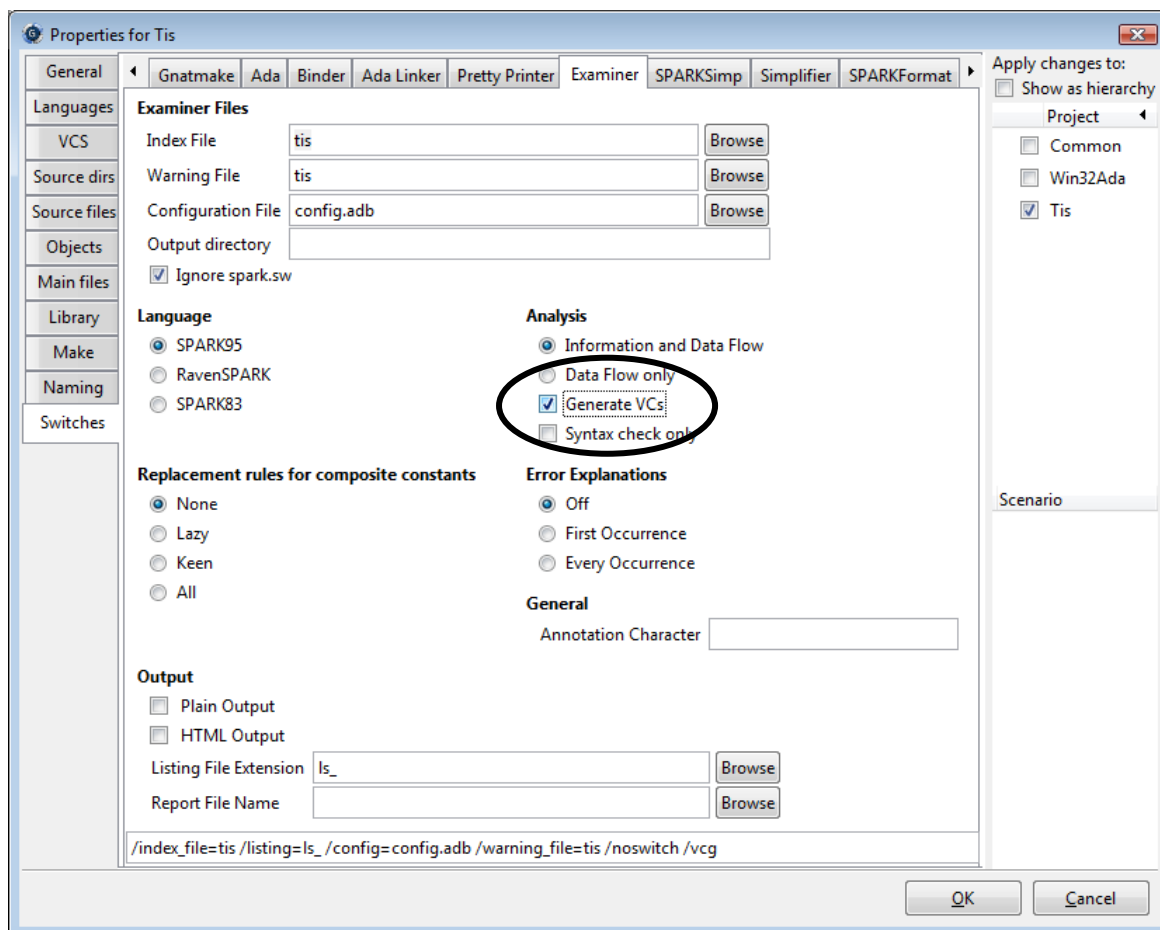 Properties for Tis
General
Languages
VCS
Source dirs
Source files
Objects
Main files
Library
Make
Naming
Switches
Gnatmake Ada Binder Ada Linker Pretty Printer Examiner SPARKSimp Simplifier SPARKFormat
Examiner Files
Index File tis Browse
Warning File tis Browse
Configuration File config.adb Browse
Output directory
Ignore spark.sw
Language
SPARK95
RavenSPARK
SPARK83
Analysis
Information and Data Flow
Data Flow only
Generate VCs
Syntax check only
Replacement rules for composite constants
None
Lazy
Keen
All
Error Explanations
Off
First Occurrence
Every Occurrence
General
Annotation Character
Output
Plain Output
HTML Output
Listing File Extension ls_ Browse
Report File Name Browse
/index_file=tis /listing=ls_ /config=config.adb /warning_file=tis /noswitch /vcg
Apply changes to:
Show as hierarchy
Project
Common
Win32Ada
Tis
Scenario
OK Cancel